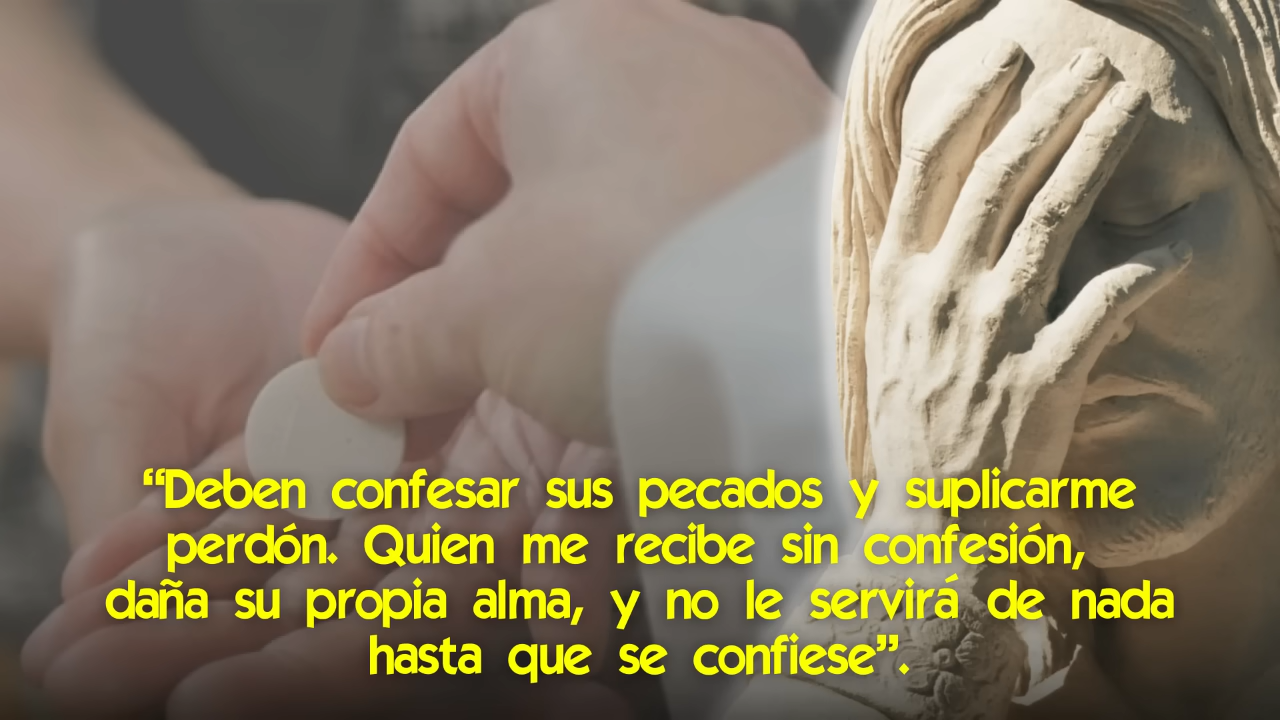 “Deben confesar sus pecados y suplicarme
perdón. Quien me recibe sin confesión,
daña su propia alma, y no le servirá de nada
hasta que se confiese”.